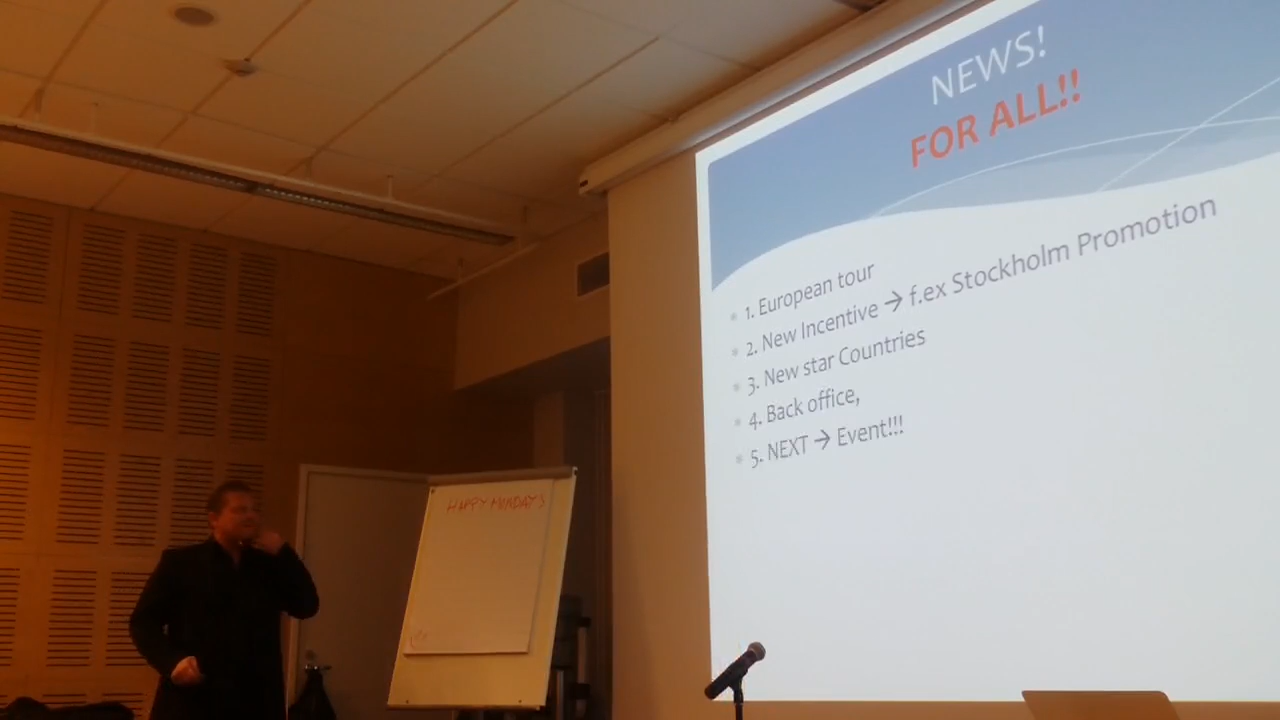 NEWS!
FOR ALL!!
1. European tour
2. New Incentive → f.ex Stockholm Promotion
3. New star Countries
4. Back office,
5. NEXT → Event!!!
HAPPY MUNDAYS